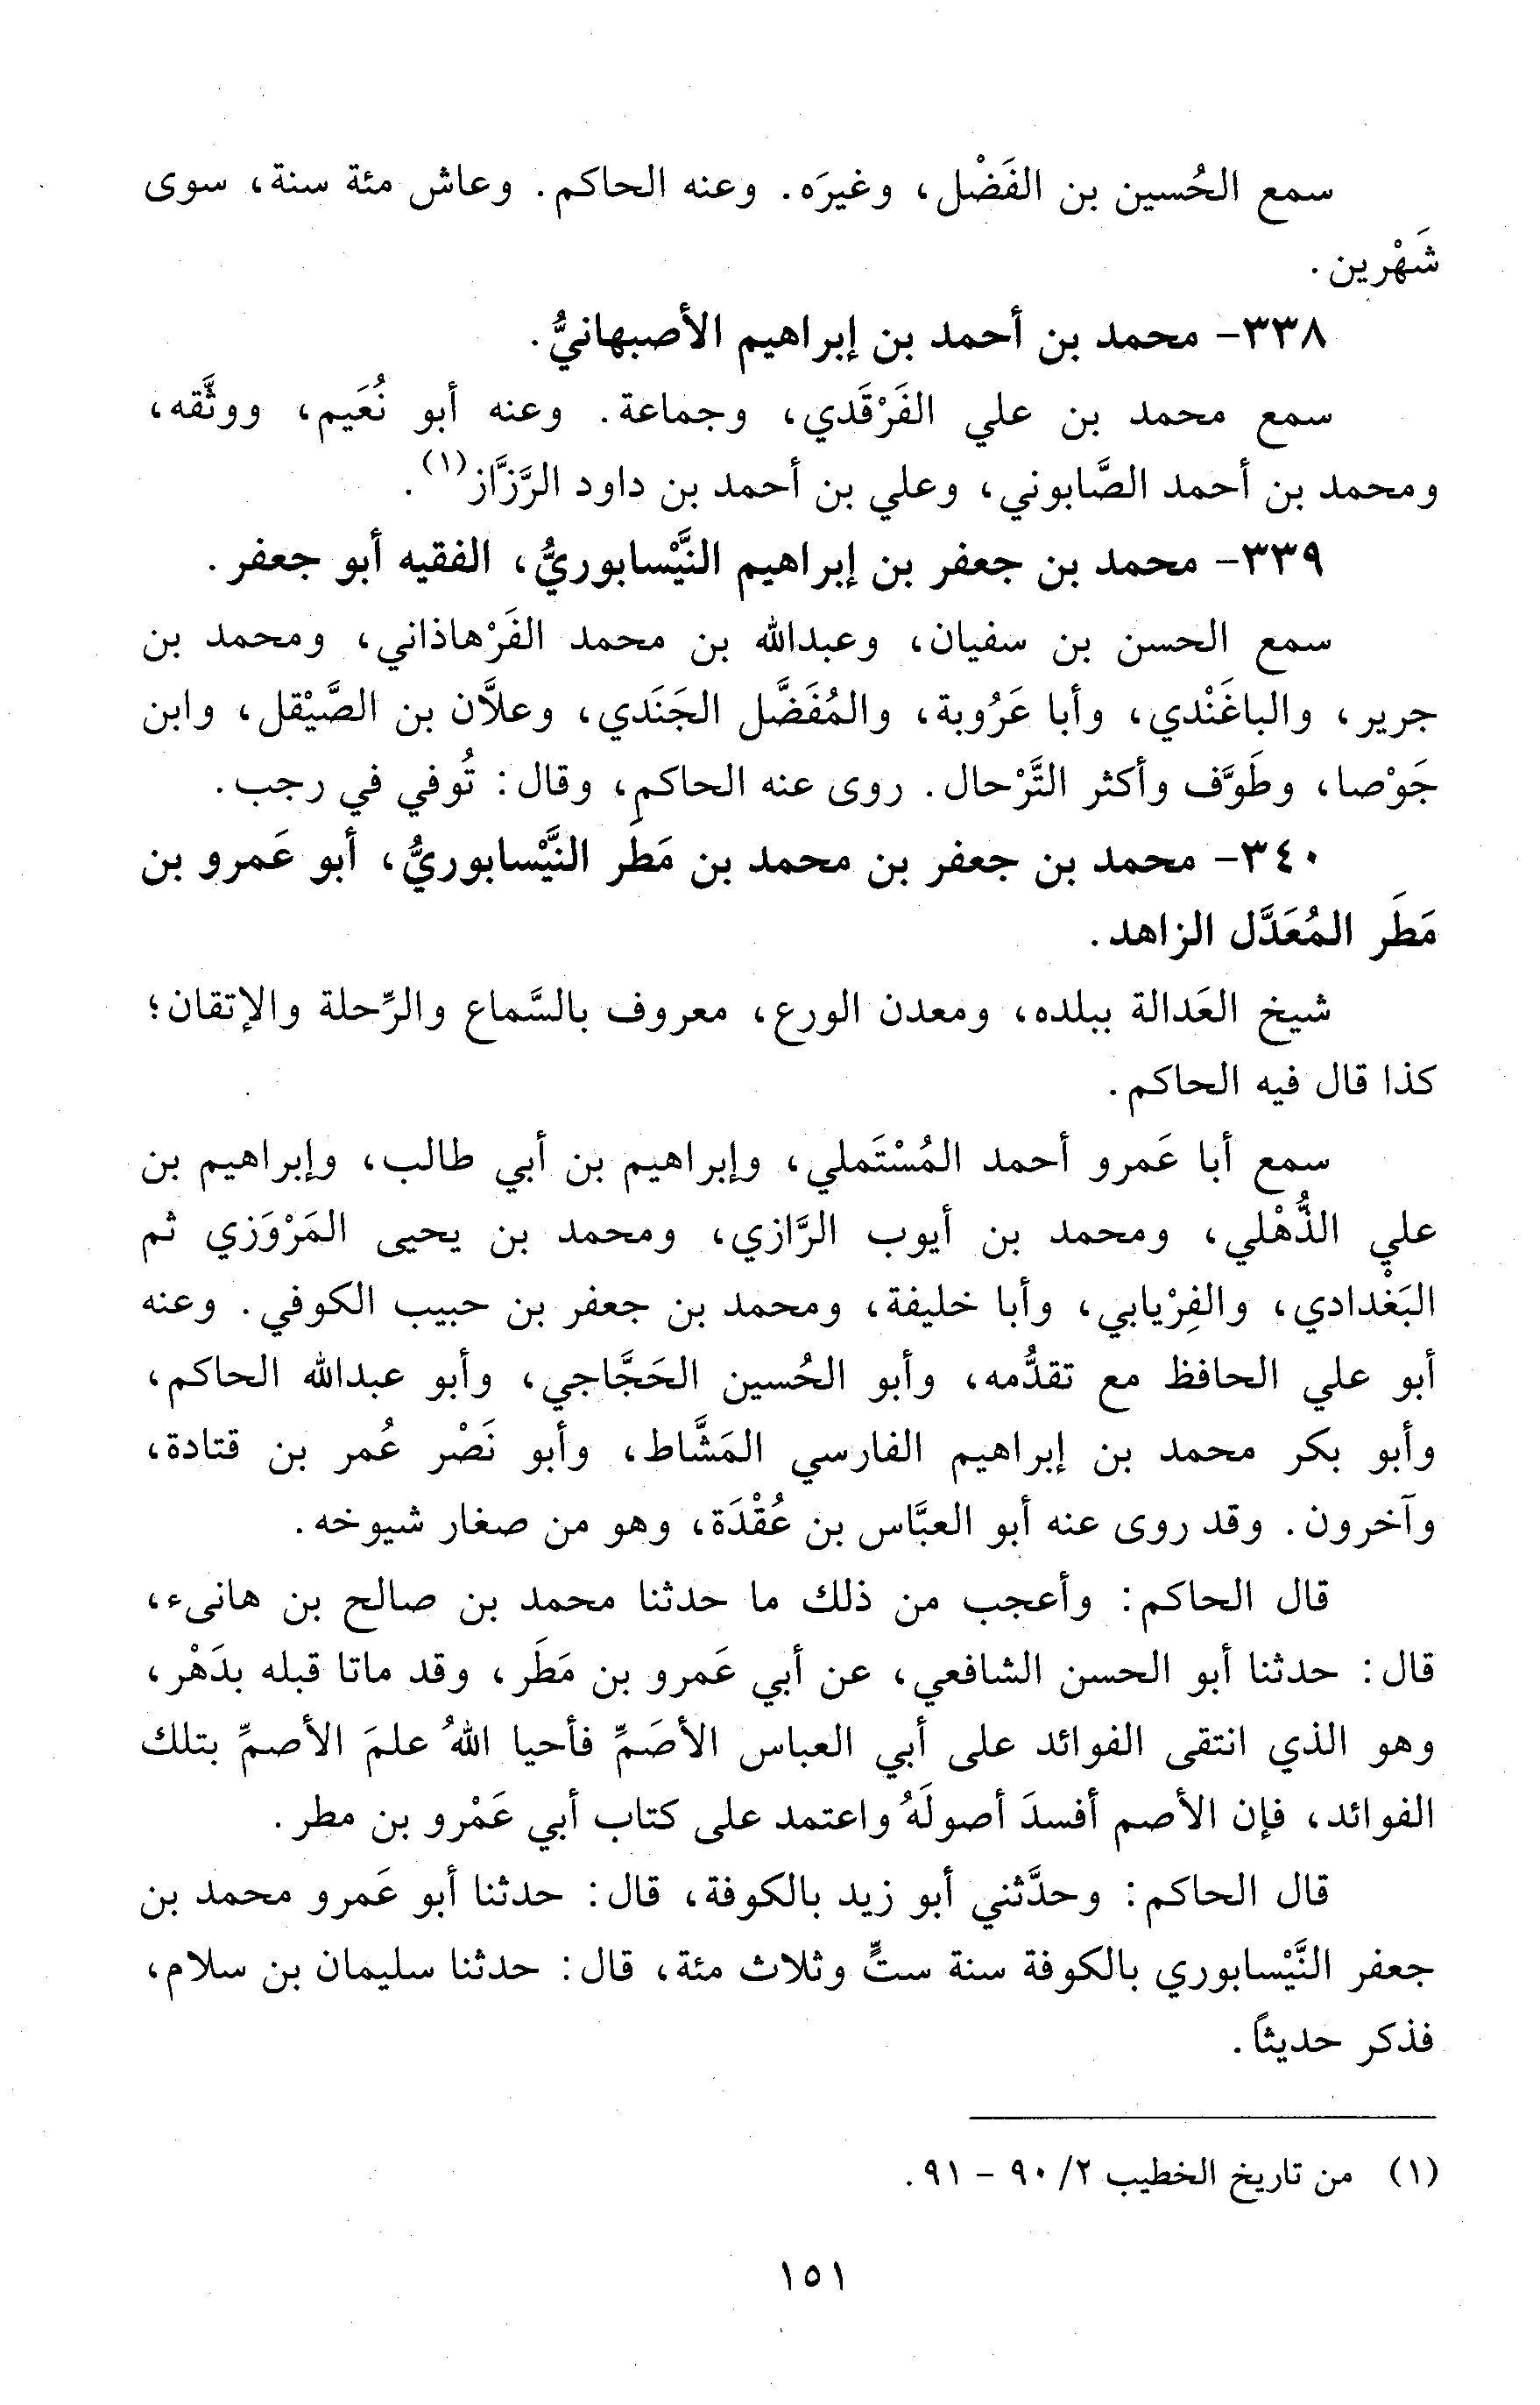 سمع الحُسين بن الفَضْل، وغيرَه. وعنه الحاكم. وعاش مئة سنة، سوى
شَهْرين.
٣٣٨- محمد بن أحمد بن إبراهيم الأصبهانيُّ.
سمع محمد بن علي الفَرْقَدي، وجماعة. وعنه أبو نُعَيم، ووثَّقه،
ومحمد بن أحمد الصَّابوني، وعلي بن أحمد بن داود الرَّزَّاز(١).
٣٣٩- محمد بن جعفر بن إبراهيم النَّيْسابوريُّ، الفقيه أبو جعفر.
سمع الحسن بن سفيان، وعبدالله بن محمد الفَرْهاذاني، ومحمد بن
جرير، والباغَنْدي، وأبا عَرُوبة، والمُفَضَّل الجَنَدي، وعلاَّن بن الصَّيْقل، وابن
جَوْصا، وطَوَّف وأكثر التَّرْحال. روى عنه الحاكم، وقال: تُوفي في رجب.
٣٤٠- محمد بن جعفر بن محمد بن مَطَر النَّيْسابوريُّ، أبو عَمرو بن
مَطَر المُعَدَّل الزاهد.
شيخ العَدالة ببلده، ومعدن الورع، معروف بالسَّماع والرِّحلة والإتقان؛
كذا قال فيه الحاكم.
سمع أبا عَمرو أحمد المُسْتَملي، وإبراهيم بن أبي طالب، وإبراهيم بن
علي الذُّهْلي، ومحمد بن أيوب الرَّازي، ومحمد بن يحيى المَرْوَزي ثم
البَغْدادي، والفِرْيابي، وأبا خليفة، ومحمد بن جعفر بن حبيب الكوفي. وعنه
أبو علي الحافظ مع تقدُّمه، وأبو الحُسين الحَجَّاجي، وأبو عبدالله الحاكم،
وأبو بكر محمد بن إبراهيم الفارسي المَشَّاط، وأبو نَصْر عُمر بن قتادة،
وآخرون. وقد روى عنه أبو العبَّاس بن عُقْدَة، وهو من صغار شيوخه.
قال الحاكم: وأعجب من ذلك ما حدثنا محمد بن صالح بن هانىء،
قال: حدثنا أبو الحسن الشافعي، عن أبي عَمرو بن مَطَر، وقد ماتا قبله بدَهْر،
وهو الذي انتقى الفوائد على أبي العباس الأصَمِّ فأحيا اللهُ علمَ الأصمِّ بتلك
الفوائد، فإن الأصم أفسدَ أصولَهُ واعتمد على كتاب أبي عَمْرو بن مطر.
قال الحاكم: وحدَّثني أبو زيد بالكوفة، قال: حدثنا أبو عَمرو محمد بن
جعفر النَّيْسابوري بالكوفة سنة ستٍّ وثلاث مئة، قال: حدثنا سليمان بن سلام،
فذكر حديثاً.
(١) من تاريخ الخطيب ٢/ ٩٠ - ٩١.
١٥١